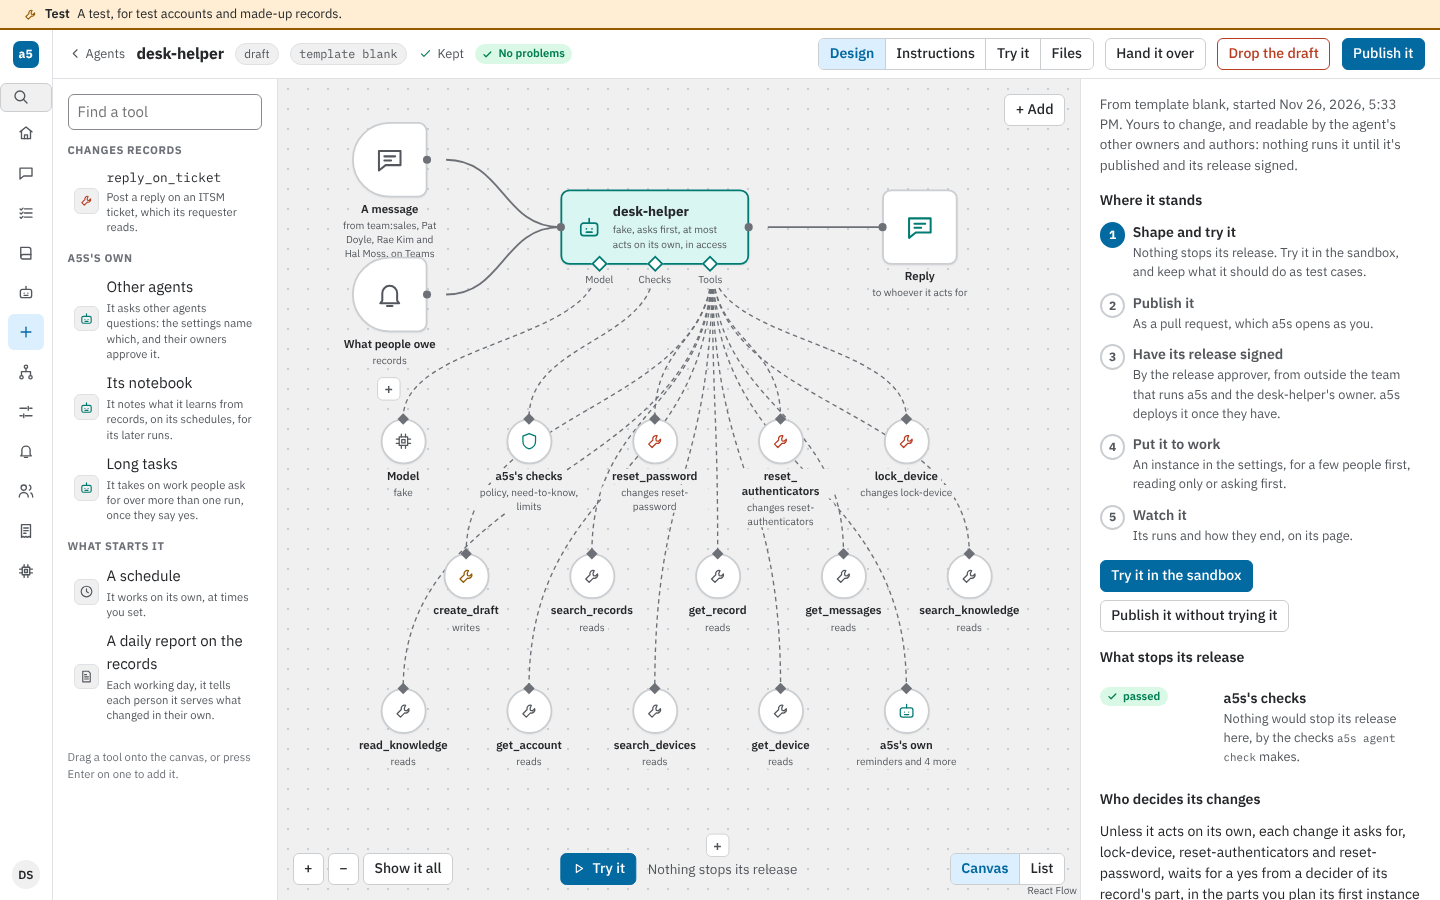 Test A test, for test accounts and made-up records.
a5
Agents desk-helper draft template blank Kept No problems
Design Instructions Try it Files Hand it over Drop the draft Publish it
Find a tool
CHANGES RECORDS
reply_on_ticket
Post a reply on an ITSM
ticket, which its requester
reads.
A5S'S OWN
Other agents
It asks other agents
questions: the settings name
which, and their owners
approve it.
Its notebook
It notes what it learns from
records, on its schedules, for
its later runs.
Long tasks
It takes on work people ask
for over more than one run,
once they say yes.
WHAT STARTS IT
A schedule
It works on its own, at times
you set.
A daily report on the
records
Each working day, it tells
each person it serves what
changed in their own.
Drag a tool onto the canvas, or press
Enter on one to add it.
DS
+ Add
A message
from team:sales, Pat
Doyle, Rae Kim and
Hal Moss, on Teams
What people owe
records
+
desk-helper
fake, asks first, at most
acts on its own, in access
Model Checks Tools
Reply
to whoever it acts for
Model
fake
a5s's checks
policy, need-to-know,
limits
reset_password
changes reset-
password
reset_
authenticators
changes reset-
authenticators
lock_device
changes lock-device
create_draft
writes
search_records
reads
get_record
reads
get_messages
reads
search_knowledge
reads
read_knowledge
reads
get_account
reads
search_devices
reads
get_device
reads
a5s's own
reminders and 4 more
+
+ − Show it all
Try it Nothing stops its release
Canvas List
React Flow
From template blank, started Nov 26, 2026, 5:33
PM. Yours to change, and readable by the agent's
other owners and authors: nothing runs it until it's
published and its release signed.
Where it stands
1 Shape and try it
Nothing stops its release. Try it in the sandbox,
and keep what it should do as test cases.
2 Publish it
As a pull request, which a5s opens as you.
3 Have its release signed
By the release approver, from outside the team
that runs a5s and the desk-helper's owner. a5s
deploys it once they have.
4 Put it to work
An instance in the settings, for a few people first,
reading only or asking first.
5 Watch it
Its runs and how they end, on its page.
Try it in the sandbox
Publish it without trying it
What stops its release
passed
a5s's checks
Nothing would stop its release
here, by the checks a5s agent
check makes.
Who decides its changes
Unless it acts on its own, each change it asks for,
lock-device, reset-authenticators and reset-
password, waits for a yes from a decider of its
record's part, in the parts you plan its first instance